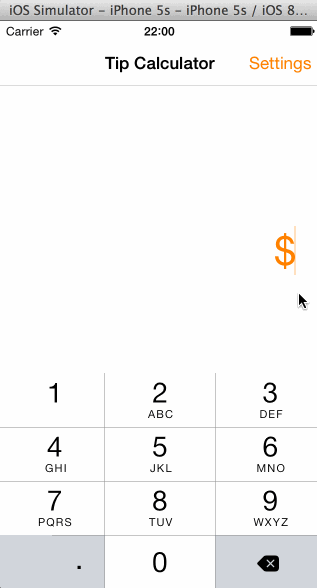 iOS Simulator - iPhone 5s - iPhone 5s / iOS 8...
Carrier 22:00
Tip Calculator Settings
$
1 2 3
ABC DEF
4 5 6
GHI JKL MNO
7 8 9
PQRS TUV WXYZ
. 0